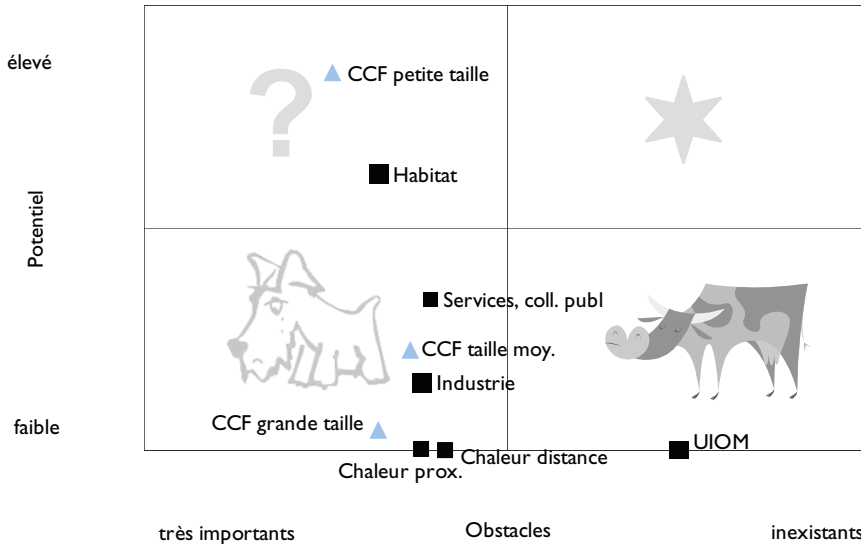 élevé
CCF petite taille
?
Habitat
Potentiel
Services, coll. publ
CCF taille moy.
Industrie
CCF grande taille
faible
UIOM
Chaleur distance
Chaleur prox.
très importants
Obstacles
inexistants